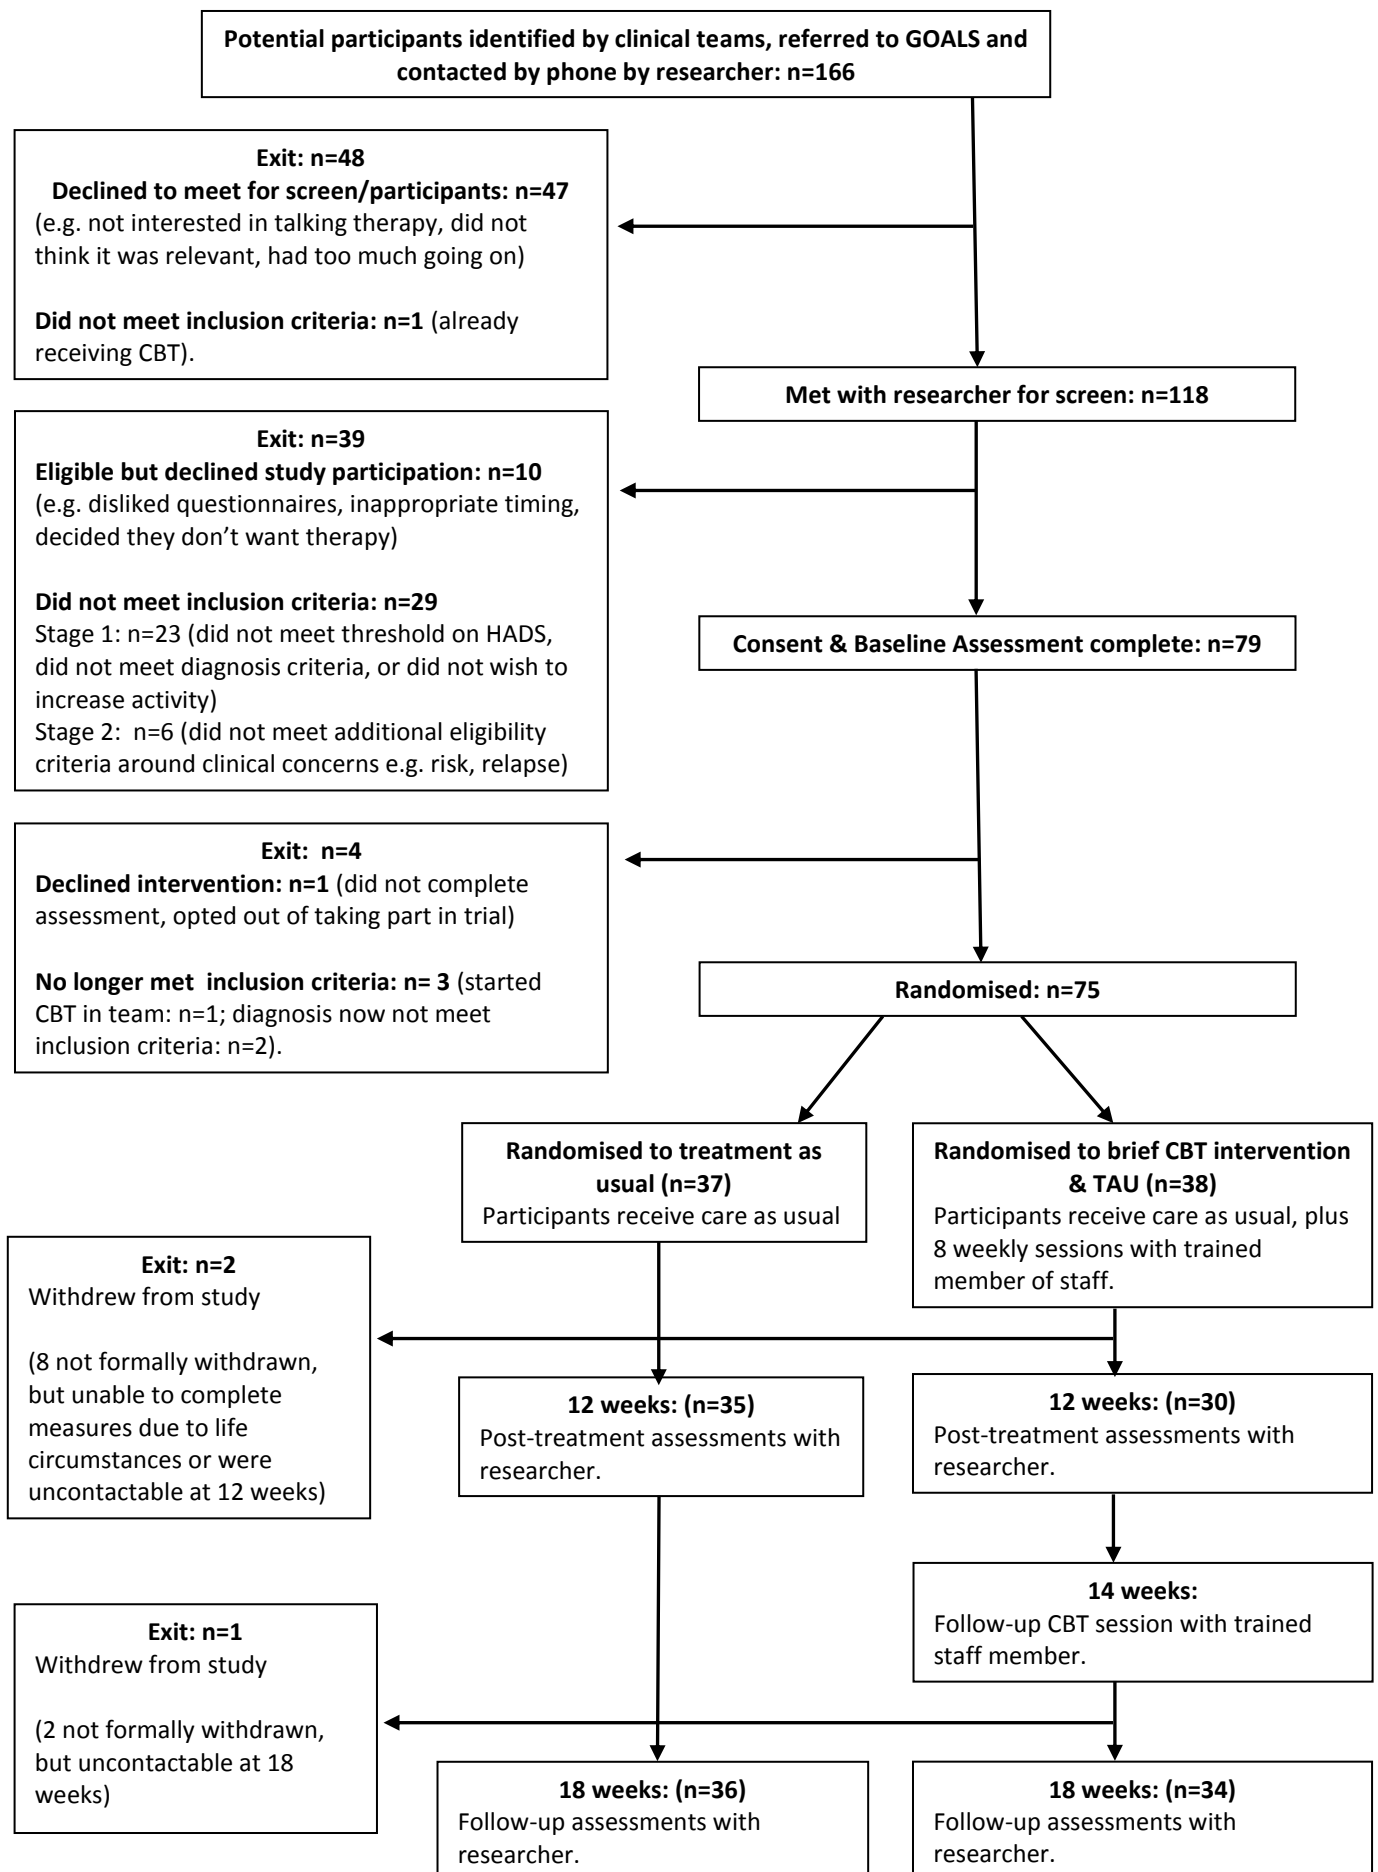 Potential participants identified by clinical teams, referred to GOALS and
contacted by phone by researcher: n=166
Exit: n=48
Declined to meet for screen/participants: n=47
(e.g. not interested in talking therapy, did not
think it was relevant, had too much going on)
Did not meet inclusion criteria: n=1 (already
receiving CBT).
Met with researcher for screen: n=118
Exit: n=39
Eligible but declined study participation: n=10
(e.g. disliked questionnaires, inappropriate timing,
decided they don’t want therapy)
Did not meet inclusion criteria: n=29
Stage 1: n=23 (did not meet threshold on HADS,
did not meet diagnosis criteria, or did not wish to
increase activity)
Stage 2:  n=6 (did not meet additional eligibility
criteria around clinical concerns e.g. risk, relapse)
Consent & Baseline Assessment complete: n=79
Exit:  n=4
Declined intervention: n=1 (did not complete
assessment, opted out of taking part in trial)
No longer met  inclusion criteria: n= 3 (started
CBT in team: n=1; diagnosis now not meet
inclusion criteria: n=2).
Randomised: n=75
Randomised to treatment as
usual (n=37)
Participants receive care as usual
Randomised to brief CBT intervention
& TAU (n=38)
Participants receive care as usual, plus
8 weekly sessions with trained
member of staff.
Exit: n=2
Withdrew from study
(8 not formally withdrawn,
but unable to complete
measures due to life
circumstances or were
uncontactable at 12 weeks)
12 weeks: (n=35)
Post-treatment assessments with
researcher.
12 weeks: (n=30)
Post-treatment assessments with
researcher.
14 weeks:
Follow-up CBT session with trained
staff member.
Exit: n=1
Withdrew from study
(2 not formally withdrawn,
but uncontactable at 18
weeks)
18 weeks: (n=36)
Follow-up assessments with
researcher.
18 weeks: (n=34)
Follow-up assessments with
researcher.